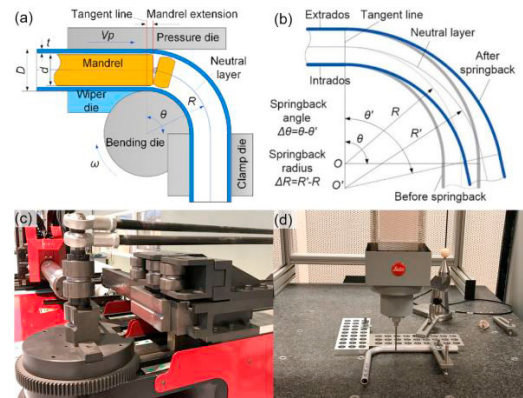 (a)
Tangent line
Mandrel extension
Vp
Pressure die
t
D
d
Mandrel
Neutral
layer
Wiper
die
R
θ
θ
Bending die
ω
Clamp die
(b)
Extrados
Tangent line
Neutral layer
After
springback
Intrados
Springback
angle
Δθ=θ-θ'
θ'
R
R'
θ
Springback
radius
ΔR=R'-R
O
O'
Before springback
(c)
(d)